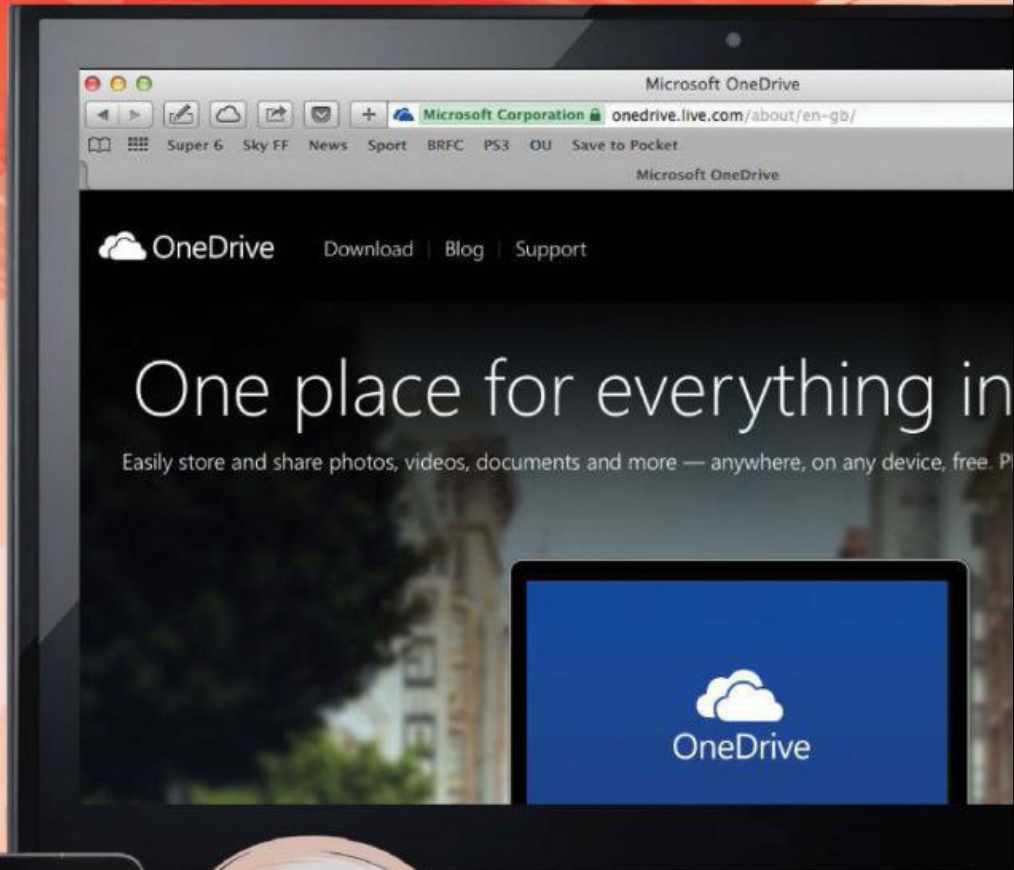 Microsoft OneDrive
Microsoft Corporation onedrive.live.com/about/en-gb/
Super 6 Sky FF News Sport BRFC PS3 OU Save to Pocket
Microsoft OneDrive
OneDrive Download Blog Support
One place for everything in
Easily store and share photos, videos, documents and more — anywhere, on any device, free. Pl
OneDrive